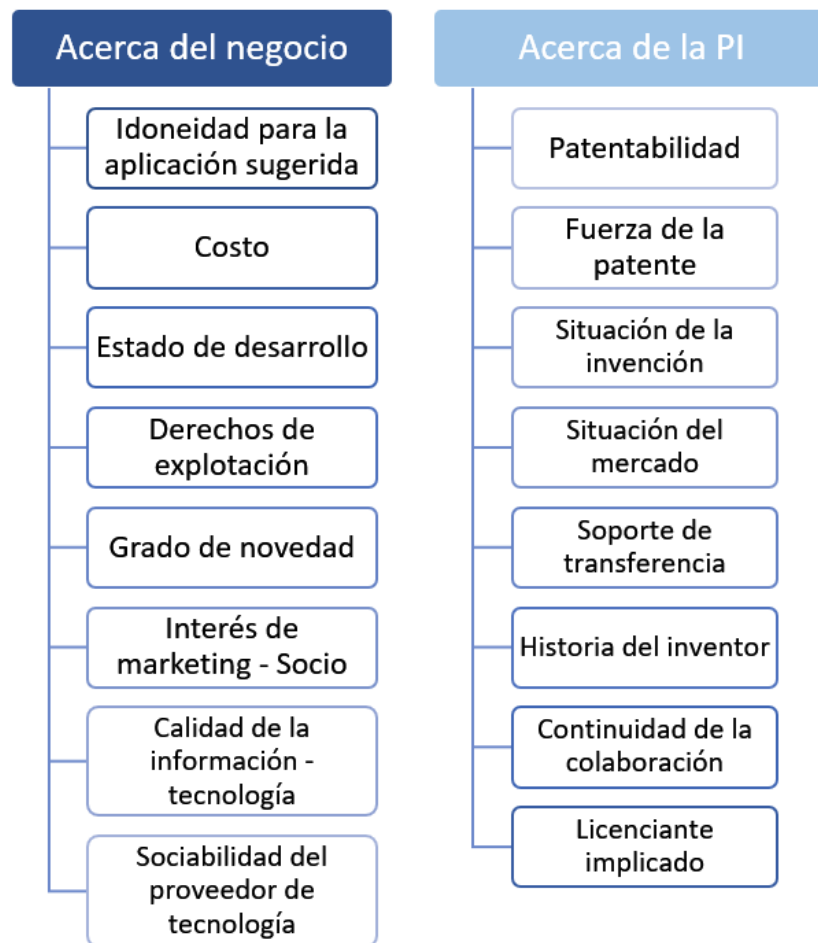 Acerca del negocio
Idoneidad para la
aplicación sugerida
Costo
Estado de desarrollo
Derechos de
explotación
Grado de novedad
Interés de
marketing - Socio
Calidad de la
información -
tecnología
Sociabilidad del
proveedor de
tecnología
Acerca de la PI
Patentabilidad
Fuerza de la
patente
Situación de la
invención
Situación del
mercado
Soporte de
transferencia
Historia del inventor
Continuidad de la
colaboración
Licenciante
implicado